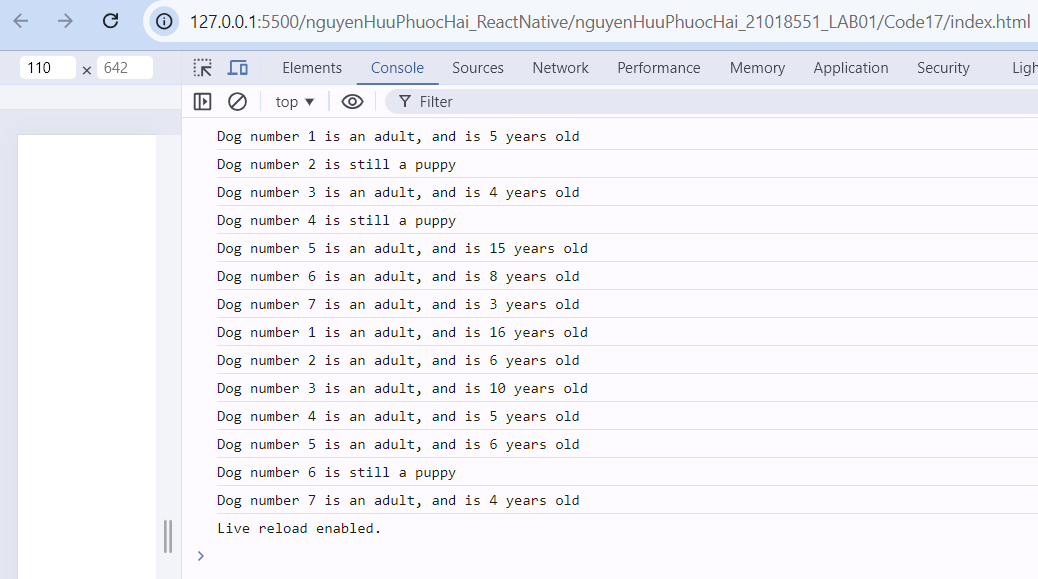 127.0.0.1:5500/nguyenHuuPhuocHai_ReactNative/nguyenHuuPhuocHai_21018551_LAB01/Code17/index.html
110 × 642
Elements Console Sources Network Performance Memory Application Security Ligh
top ▼ Filter
Dog number 1 is an adult, and is 5 years old
Dog number 2 is still a puppy
Dog number 3 is an adult, and is 4 years old
Dog number 4 is still a puppy
Dog number 5 is an adult, and is 15 years old
Dog number 6 is an adult, and is 8 years old
Dog number 7 is an adult, and is 3 years old
Dog number 1 is an adult, and is 16 years old
Dog number 2 is an adult, and is 6 years old
Dog number 3 is an adult, and is 10 years old
Dog number 4 is an adult, and is 5 years old
Dog number 5 is an adult, and is 6 years old
Dog number 6 is still a puppy
Dog number 7 is an adult, and is 4 years old
Live reload enabled.